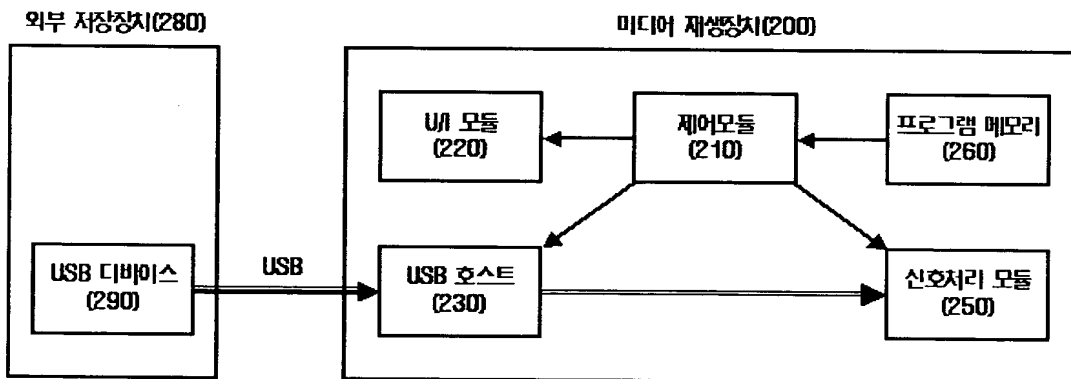 외부 저장장치(280)
미디어 재생장치(200)
U/I 모듈
(220)
제어모듈
(210)
프로그램 메모리
(260)
USB 디바이스
(290)
USB
USB 호스트
(230)
신호처리 모듈
(250)